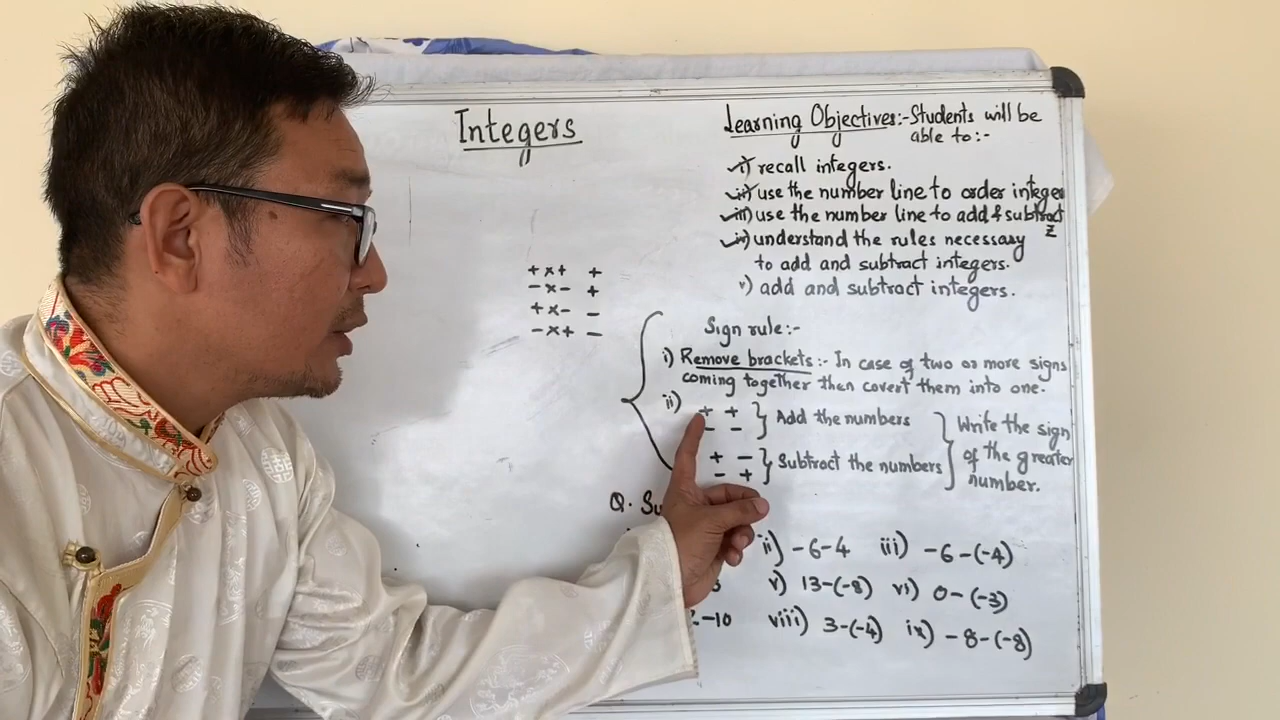 Integers
Learning Objectives:- Students will be
able to:-
i) recall integers.
ii) use the number line to order integer
iii) use the number line to add & subtract
Z
iv) understand the rules necessary
to add and subtract integers.
v) add and subtract integers.
+×+ +
-×- +
+×- -
-×+ -
Sign rule:-
i) Remove brackets:- In case of two or more signs
coming together then covert them into one.
ii) + + } Add the numbers
- -
+ - } Subtract the numbers
- +
} Write the sign
of the greater
number.
Q.
ii) -6-4 iii) -6-(-4)
v) 13-(-8) vi) 0-(-3)
-10 viii) 3-(-4) ix) -8-(-8)